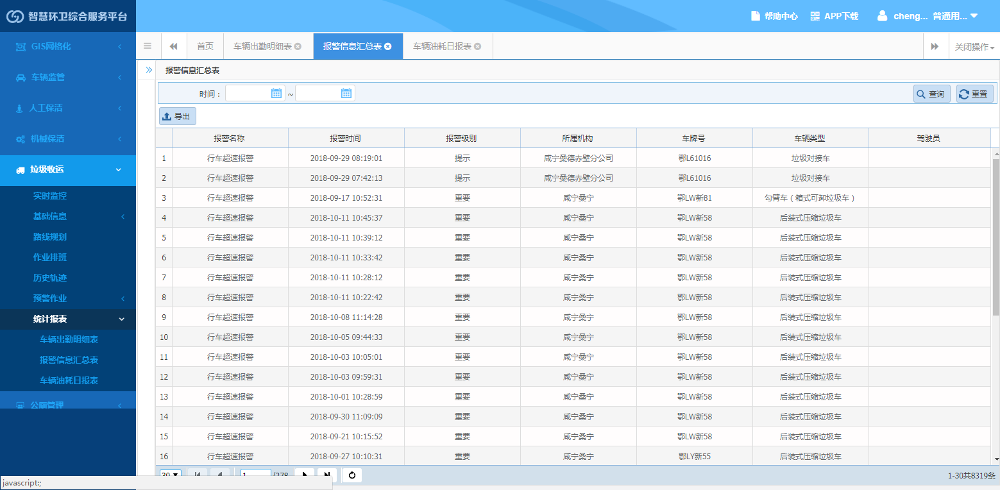 智慧环卫综合服务平台
帮助中心 APP下载 cheng... 普通用...
GIS网格化
车辆监管
人工保洁
机械保洁
垃圾收运
实时监控
基础信息
路线规划
作业排班
历史轨迹
预警作业
统计报表
车辆出勤明细表
报警信息汇总表
车辆油耗日报表
公厕管理
javascript:;
首页 车辆出勤明细表 报警信息汇总表 车辆油耗日报表 关闭操作
报警信息汇总表
时间： ~ 查询 重置
导出
报警名称 报警时间 报警级别 所属机构 车牌号 车辆类型 驾驶员
1 行车超速报警 2018-09-29 08:19:01 提示 咸宁桑德赤壁分公司 鄂L61016 垃圾对接车
2 行车超速报警 2018-09-29 07:42:13 提示 咸宁桑德赤壁分公司 鄂L61016 垃圾对接车
3 行车超速报警 2018-09-17 10:52:31 重要 咸宁桑宁 鄂LW新81 勾臂车（箱式可卸垃圾车）
4 行车超速报警 2018-10-11 10:45:37 重要 咸宁桑宁 鄂LW新58 后装式压缩垃圾车
5 行车超速报警 2018-10-11 10:39:12 重要 咸宁桑宁 鄂LW新58 后装式压缩垃圾车
6 行车超速报警 2018-10-11 10:33:42 重要 咸宁桑宁 鄂LW新58 后装式压缩垃圾车
7 行车超速报警 2018-10-11 10:28:12 重要 咸宁桑宁 鄂LW新58 后装式压缩垃圾车
8 行车超速报警 2018-10-11 10:22:42 重要 咸宁桑宁 鄂LW新58 后装式压缩垃圾车
9 行车超速报警 2018-10-08 11:14:28 重要 咸宁桑宁 鄂LW新58 后装式压缩垃圾车
10 行车超速报警 2018-10-05 09:44:33 重要 咸宁桑宁 鄂LW新58 后装式压缩垃圾车
11 行车超速报警 2018-10-03 10:05:01 重要 咸宁桑宁 鄂LW新58 后装式压缩垃圾车
12 行车超速报警 2018-10-03 09:59:31 重要 咸宁桑宁 鄂LW新58 后装式压缩垃圾车
13 行车超速报警 2018-10-01 10:28:59 重要 咸宁桑宁 鄂LW新58 后装式压缩垃圾车
14 行车超速报警 2018-09-30 11:09:09 重要 咸宁桑宁 鄂LW新58 后装式压缩垃圾车
15 行车超速报警 2018-09-21 10:15:52 重要 咸宁桑宁 鄂LW新58 后装式压缩垃圾车
16 行车超速报警 2018-09-27 10:10:31 重要 咸宁桑宁 鄂LY新55 后装式压缩垃圾车
30 1 /278 1-30共8319条